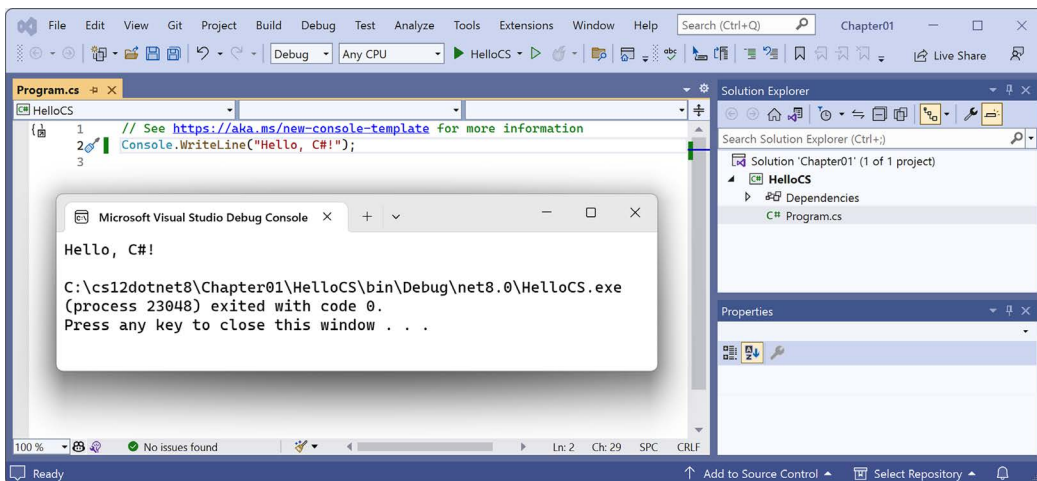 File Edit View Git Project Build Debug Test Analyze Tools Extensions Window Help Search (Ctrl+Q) Chapter01
Debug Any CPU HelloCS Live Share
Program.cs
HelloCS
1 // See https://aka.ms/new-console-template for more information
2 Console.WriteLine("Hello, C#!");
3
Microsoft Visual Studio Debug Console
Hello, C#!
C:\cs12dotnet8\Chapter01\HelloCS\bin\Debug\net8.0\HelloCS.exe
(process 23048) exited with code 0.
Press any key to close this window . . .
100 % No issues found Ln: 2 Ch: 29 SPC CRLF
Solution Explorer
Search Solution Explorer (Ctrl+;)
Solution 'Chapter01' (1 of 1 project)
C# HelloCS
Dependencies
C# Program.cs
Properties
Ready Add to Source Control Select Repository